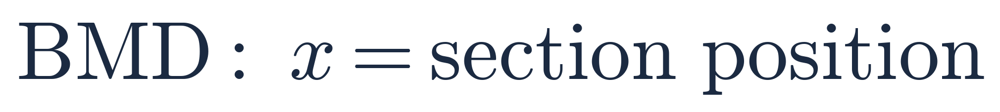 BMD : x = section position